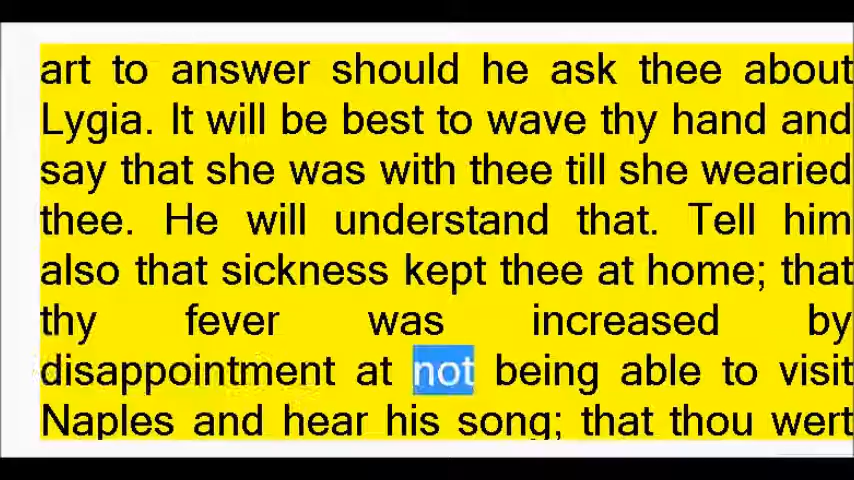 art to answer should he ask thee about
Lygia. It will be best to wave thy hand and
say that she was with thee till she wearied
thee. He will understand that. Tell him
also that sickness kept thee at home; that
thy fever was increased by
disappointment at not being able to visit
Naples and hear his song; that thou wert